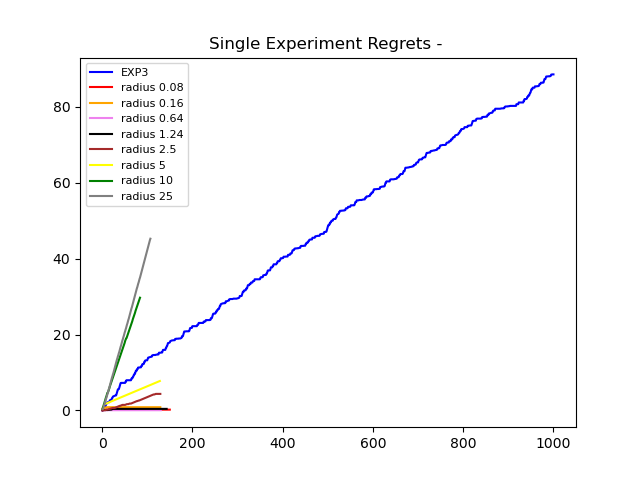 Single Experiment Regrets -
EXP3
radius 0.08
radius 0.16
radius 0.64
radius 1.24
radius 2.5
radius 5
radius 10
radius 25
80
60
40
20
0
0 200 400 600 800 1000